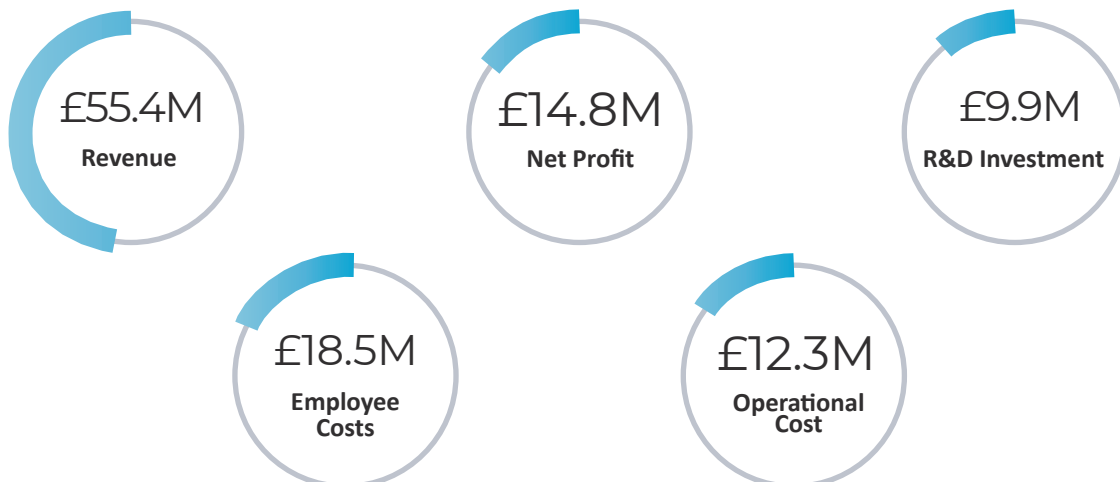 £55.4M
Revenue
£14.8M
Net Profit
£9.9M
R&D Investment
£18.5M
Employee
Costs
£12.3M
Operational
Cost